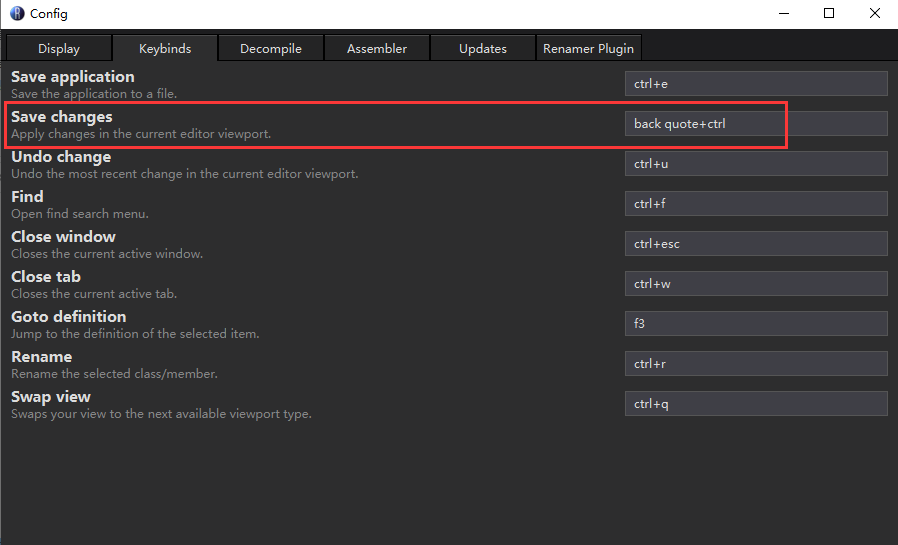 Config
Display Keybinds Decompile Assembler Updates Renamer Plugin
Save application
Save the application to a file.
ctrl+e
Save changes
Apply changes in the current editor viewport.
back quote+ctrl
Undo change
Undo the most recent change in the current editor viewport.
ctrl+u
Find
Open find search menu.
ctrl+f
Close window
Closes the current active window.
ctrl+esc
Close tab
Closes the current active tab.
ctrl+w
Goto definition
Jump to the definition of the selected item.
f3
Rename
Rename the selected class/member.
ctrl+r
Swap view
Swaps your view to the next available viewport type.
ctrl+q